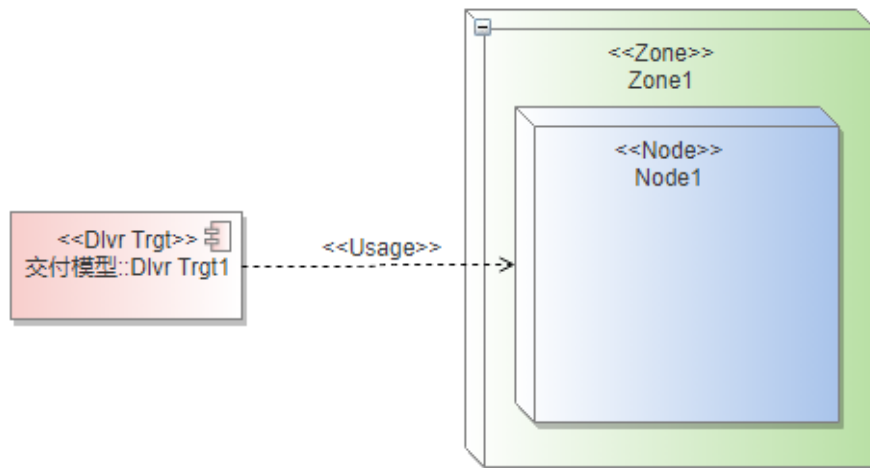 <<Zone>>
Zone1
<<Node>>
Node1
<<Dlvr Trgt>>
交付模型::Dlvr Trgt1
<<Usage>>